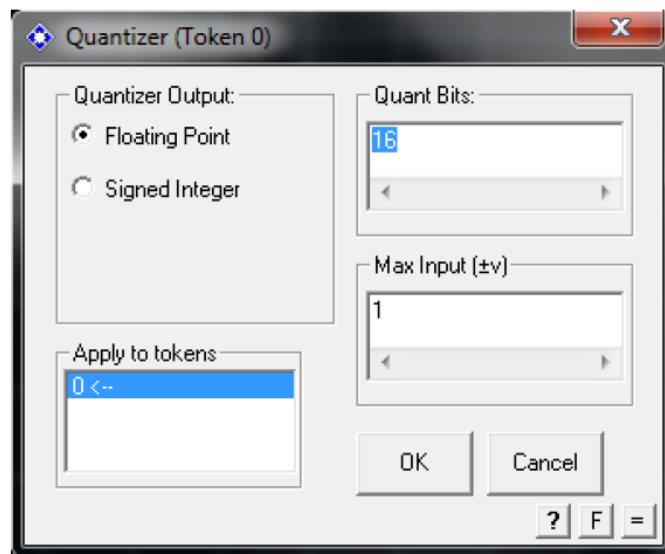 Quantizer (Token 0)
X
Quantizer Output:
Floating Point
Signed Integer
Quant Bits:
16
Max Input (±v)
1
Apply to tokens
0 <--
OK
Cancel
? F =